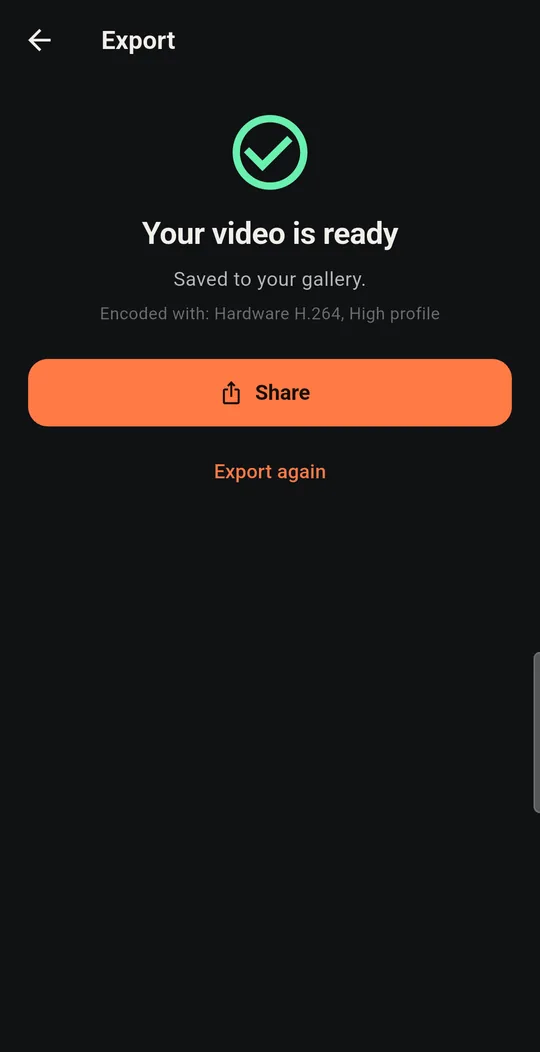 Export
Your video is ready
Saved to your gallery.
Encoded with: Hardware H.264, High profile
Share
Export again